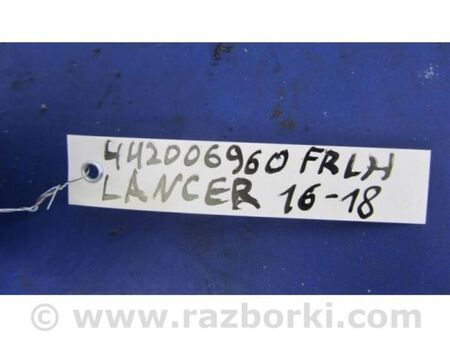 442006960 FRLH
LANCER 16-18
© www.razborki.com